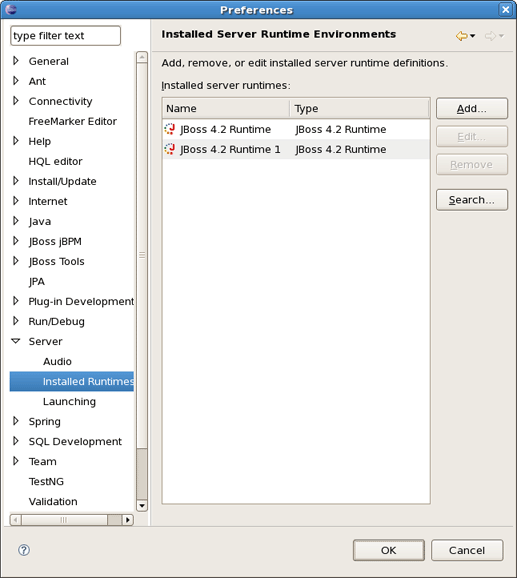 Preferences
type filter text
General
Ant
Connectivity
FreeMarker Editor
Help
HQL editor
Install/Update
Internet
Java
JBoss jBPM
JBoss Tools
JPA
Plug-in Development
Run/Debug
Server
Audio
Installed Runtimes
Launching
Spring
SQL Development
Team
TestNG
Validation
Installed Server Runtime Environments
Add, remove, or edit installed server runtime definitions.
Installed server runtimes:
Name Type
JBoss 4.2 Runtime JBoss 4.2 Runtime
JBoss 4.2 Runtime 1 JBoss 4.2 Runtime
Add...
Edit...
Remove
Search...
OK
Cancel